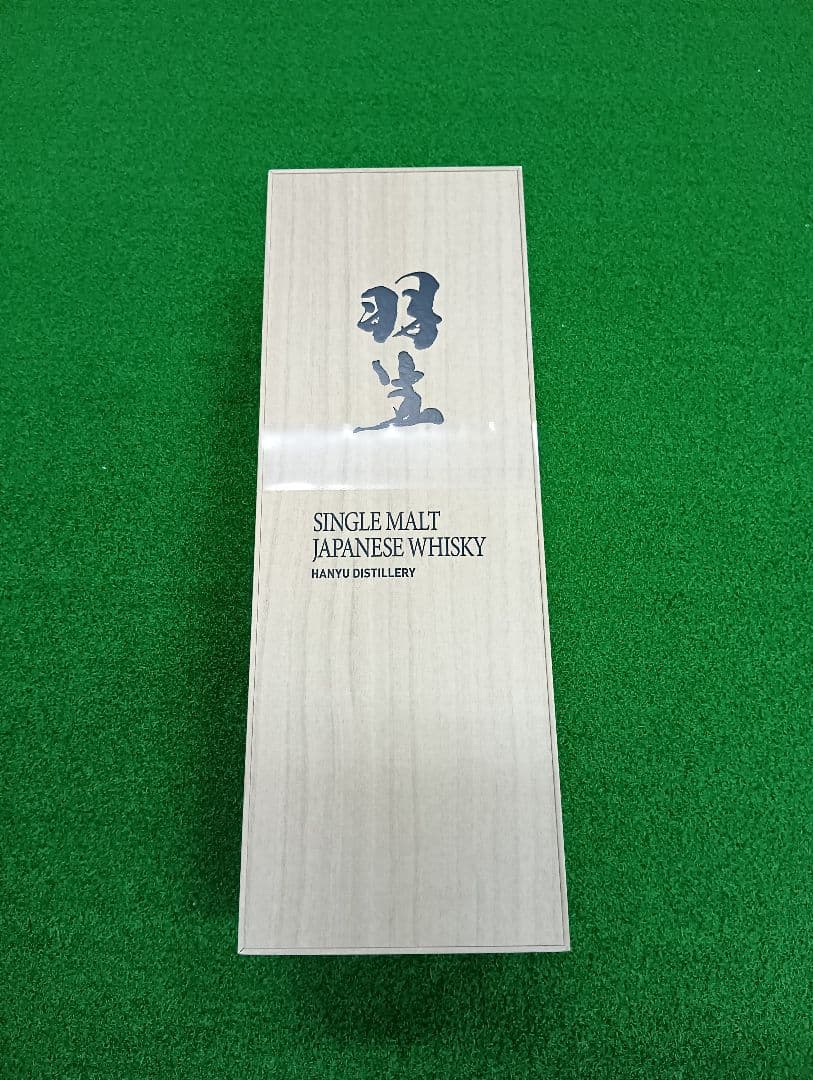 羽生
SINGLE MALT
JAPANESE WHISKY
HANYU DISTILLERY